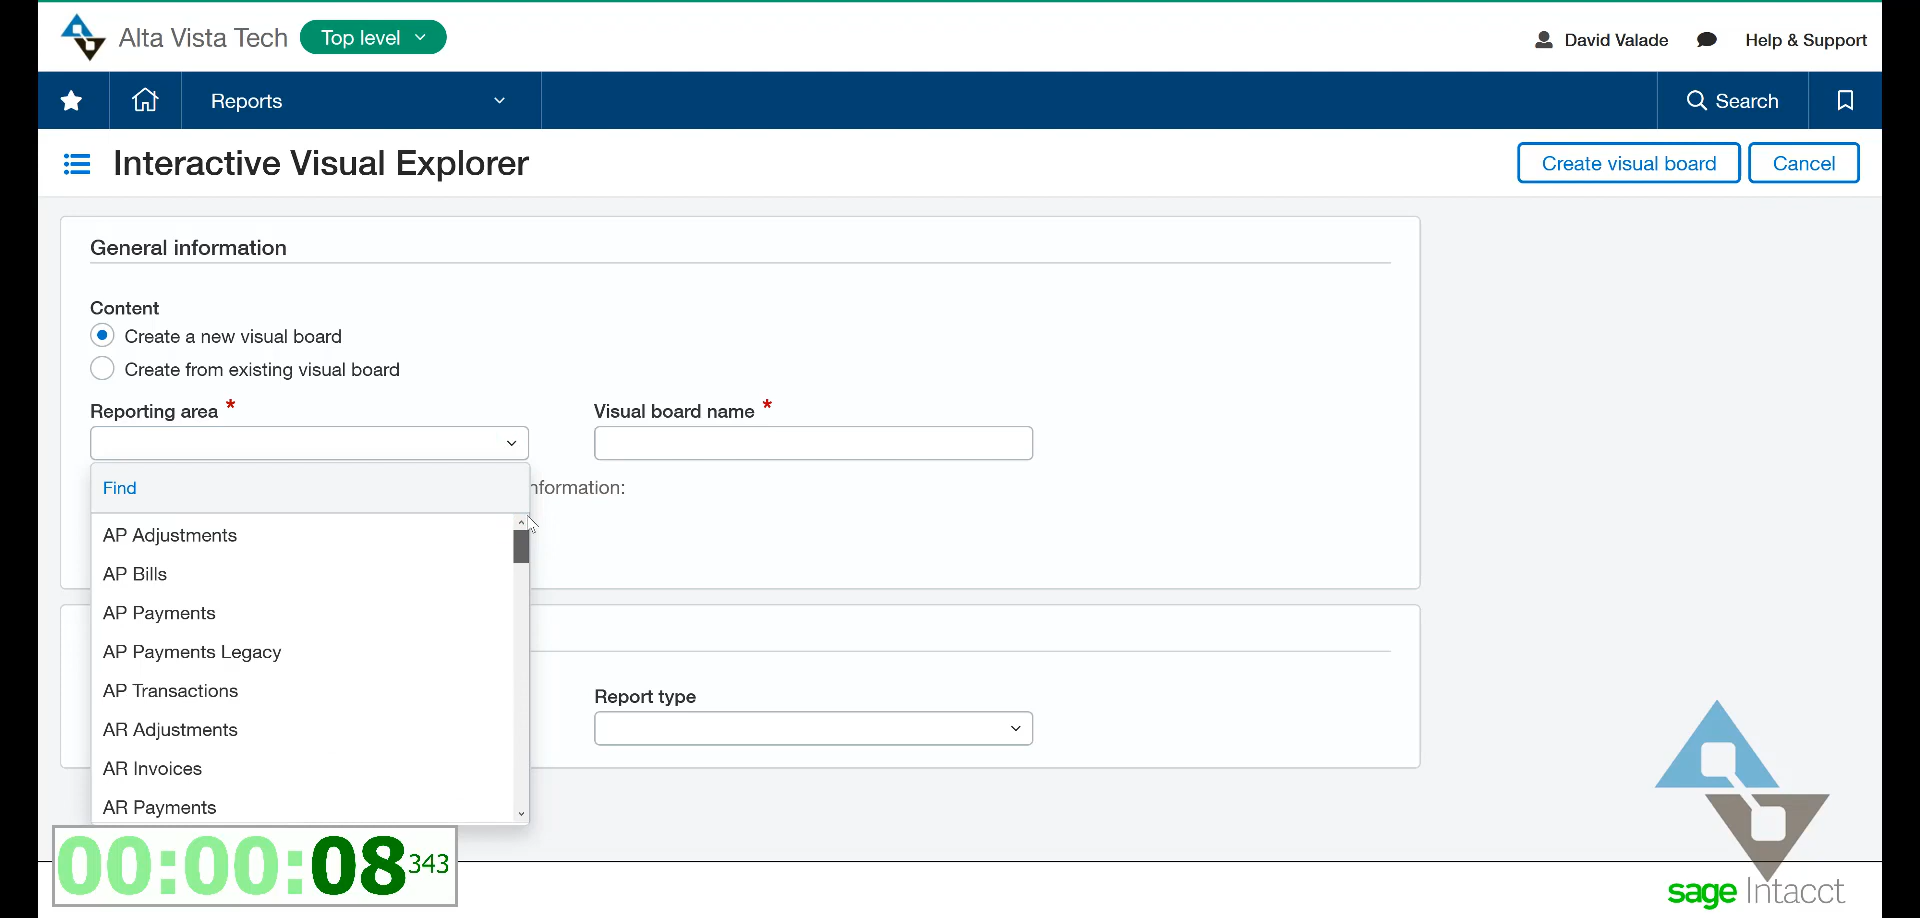 Alta Vista Tech
Top level
David Valade
Help & Support
Reports
Search
Interactive Visual Explorer
Create visual board
Cancel
General information
Content
Create a new visual board
Create from existing visual board
Reporting area *
Visual board name *
Find
nformation:
AP Adjustments
AP Bills
AP Payments
AP Payments Legacy
AP Transactions
AR Adjustments
AR Invoices
AR Payments
Report type
00:00:08 343
sage Intacct